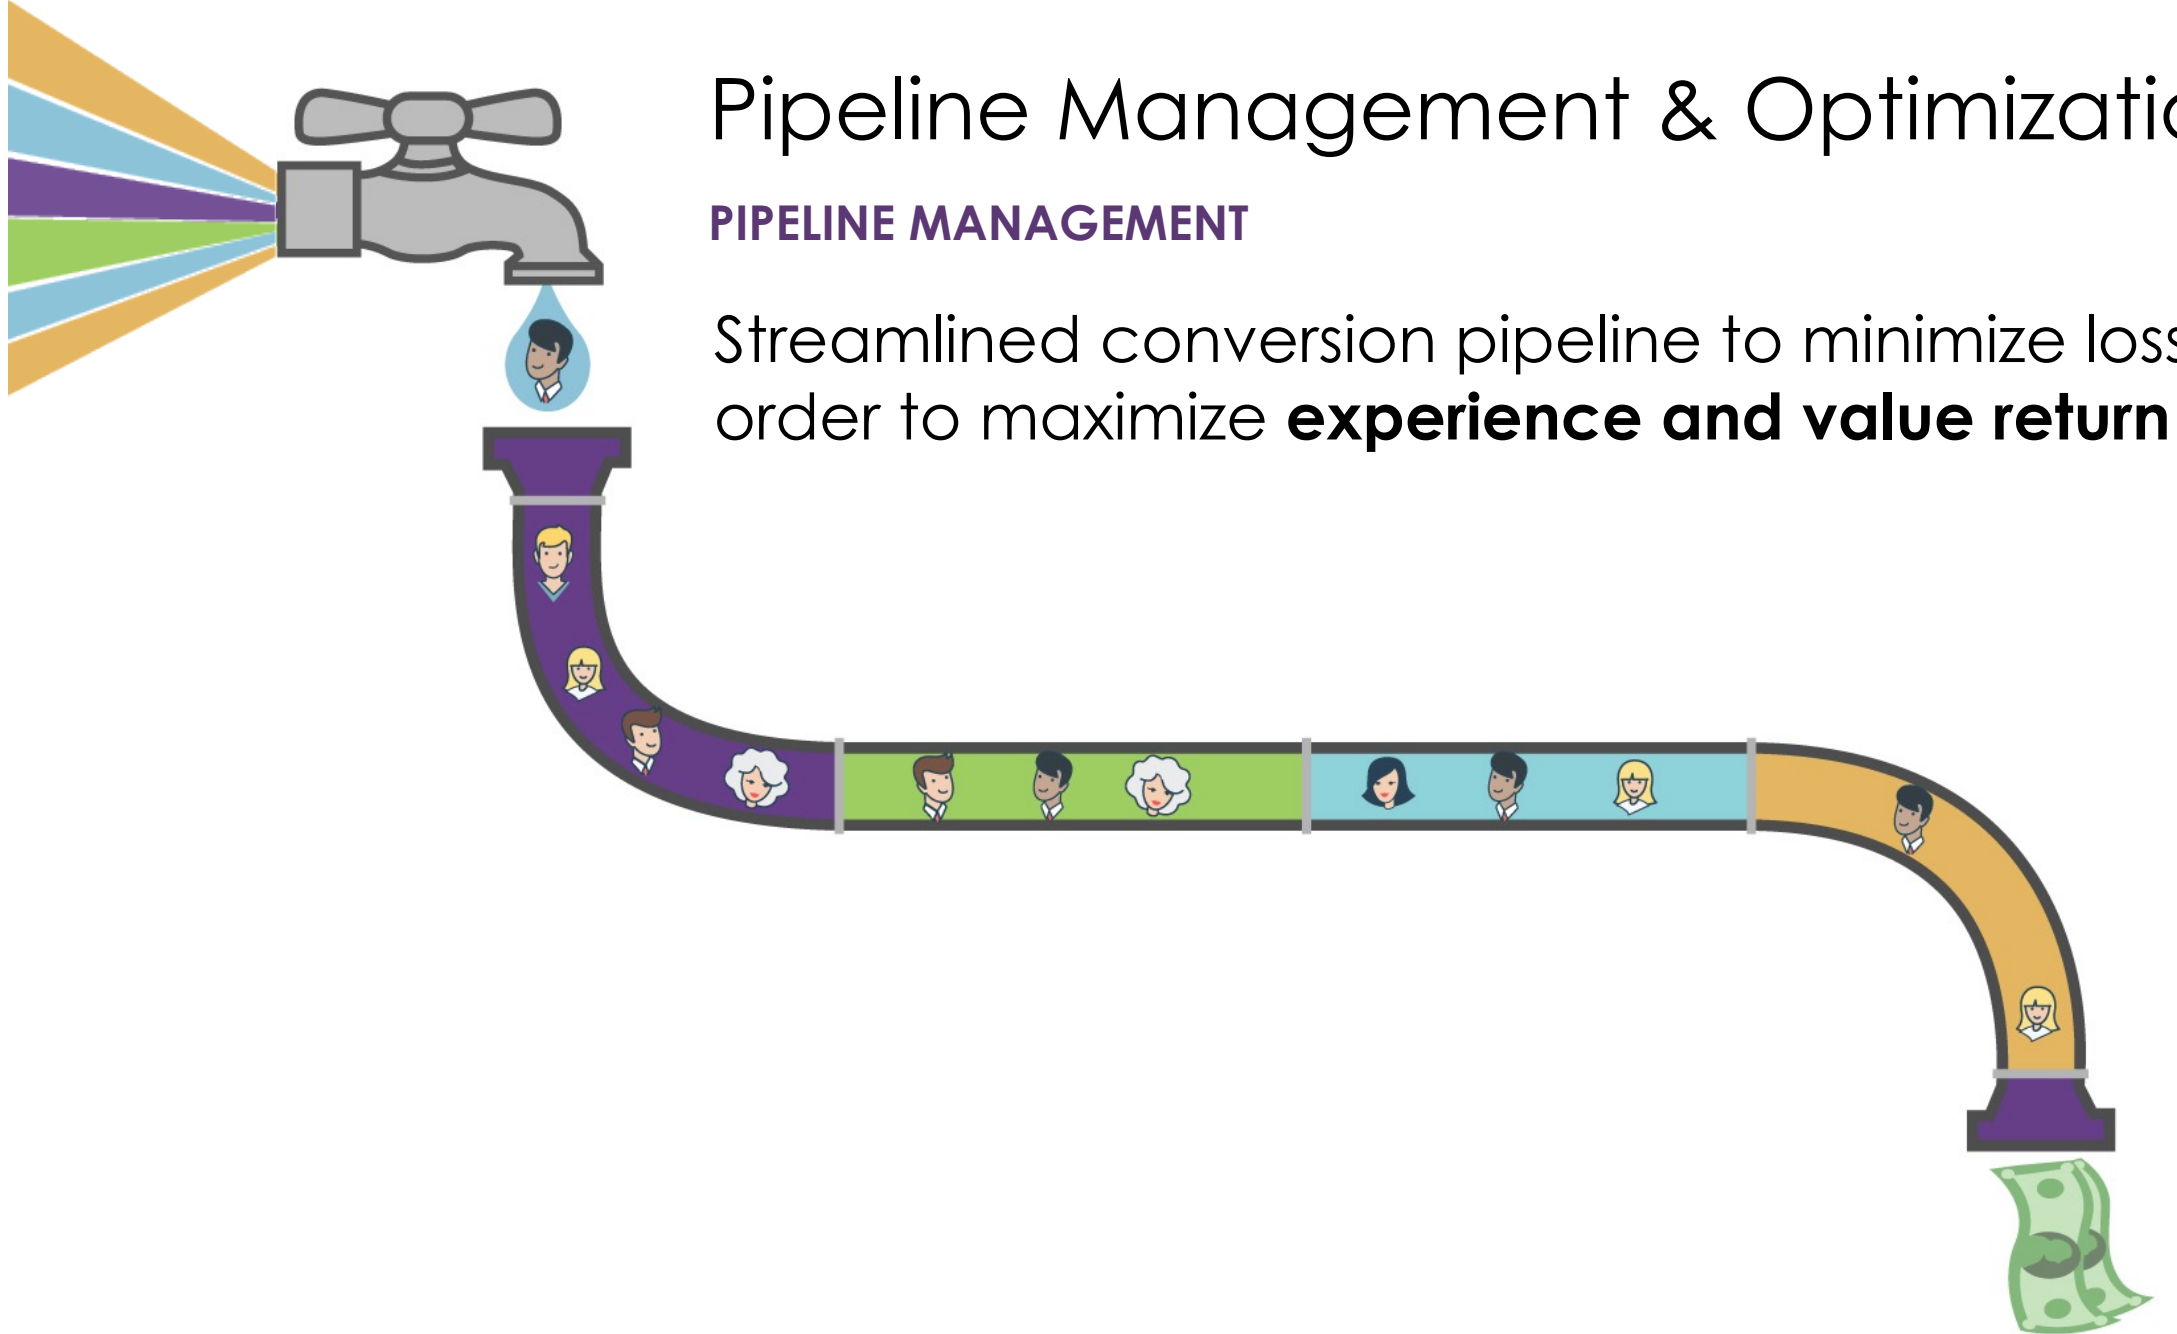 Pipeline Management & Optimizatio
PIPELINE MANAGEMENT
Streamlined conversion pipeline to minimize loss
order to maximize experience and value return